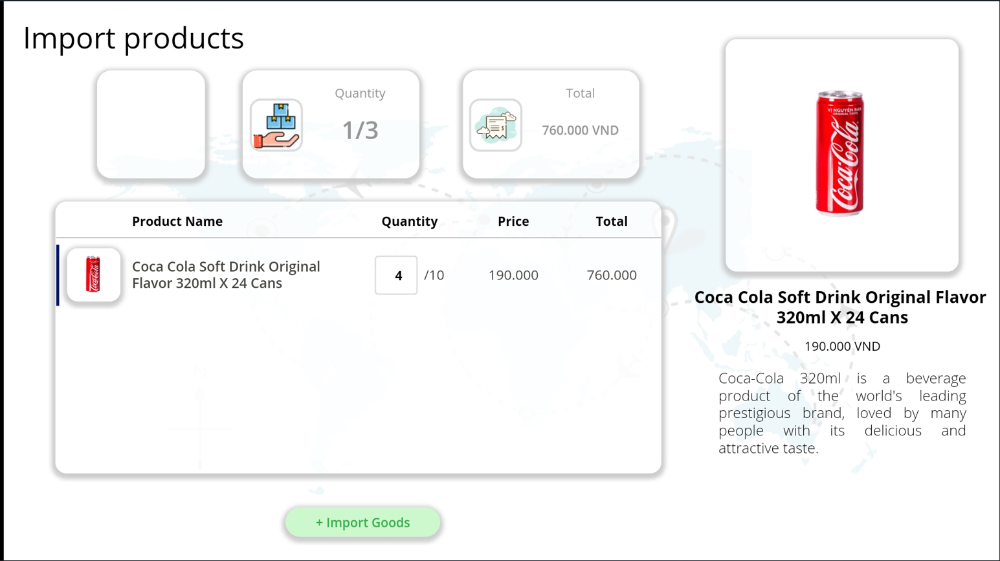 Import products
Quantity
1/3
Total
760.000 VND
Product Name Quantity Price Total
Coca Cola Soft Drink Original
Flavor 320ml X 24 Cans
4 /10 190.000 760.000
Coca-Cola
+ Import Goods
VỊ NGUYÊN BẢN
ORIGINAL TASTE
Coca-Cola
Coca Cola Soft Drink Original Flavor
320ml X 24 Cans
190.000 VND
Coca-Cola 320ml is a beverage
product of the world's leading
prestigious brand, loved by many
people with its delicious and
attractive taste.
N